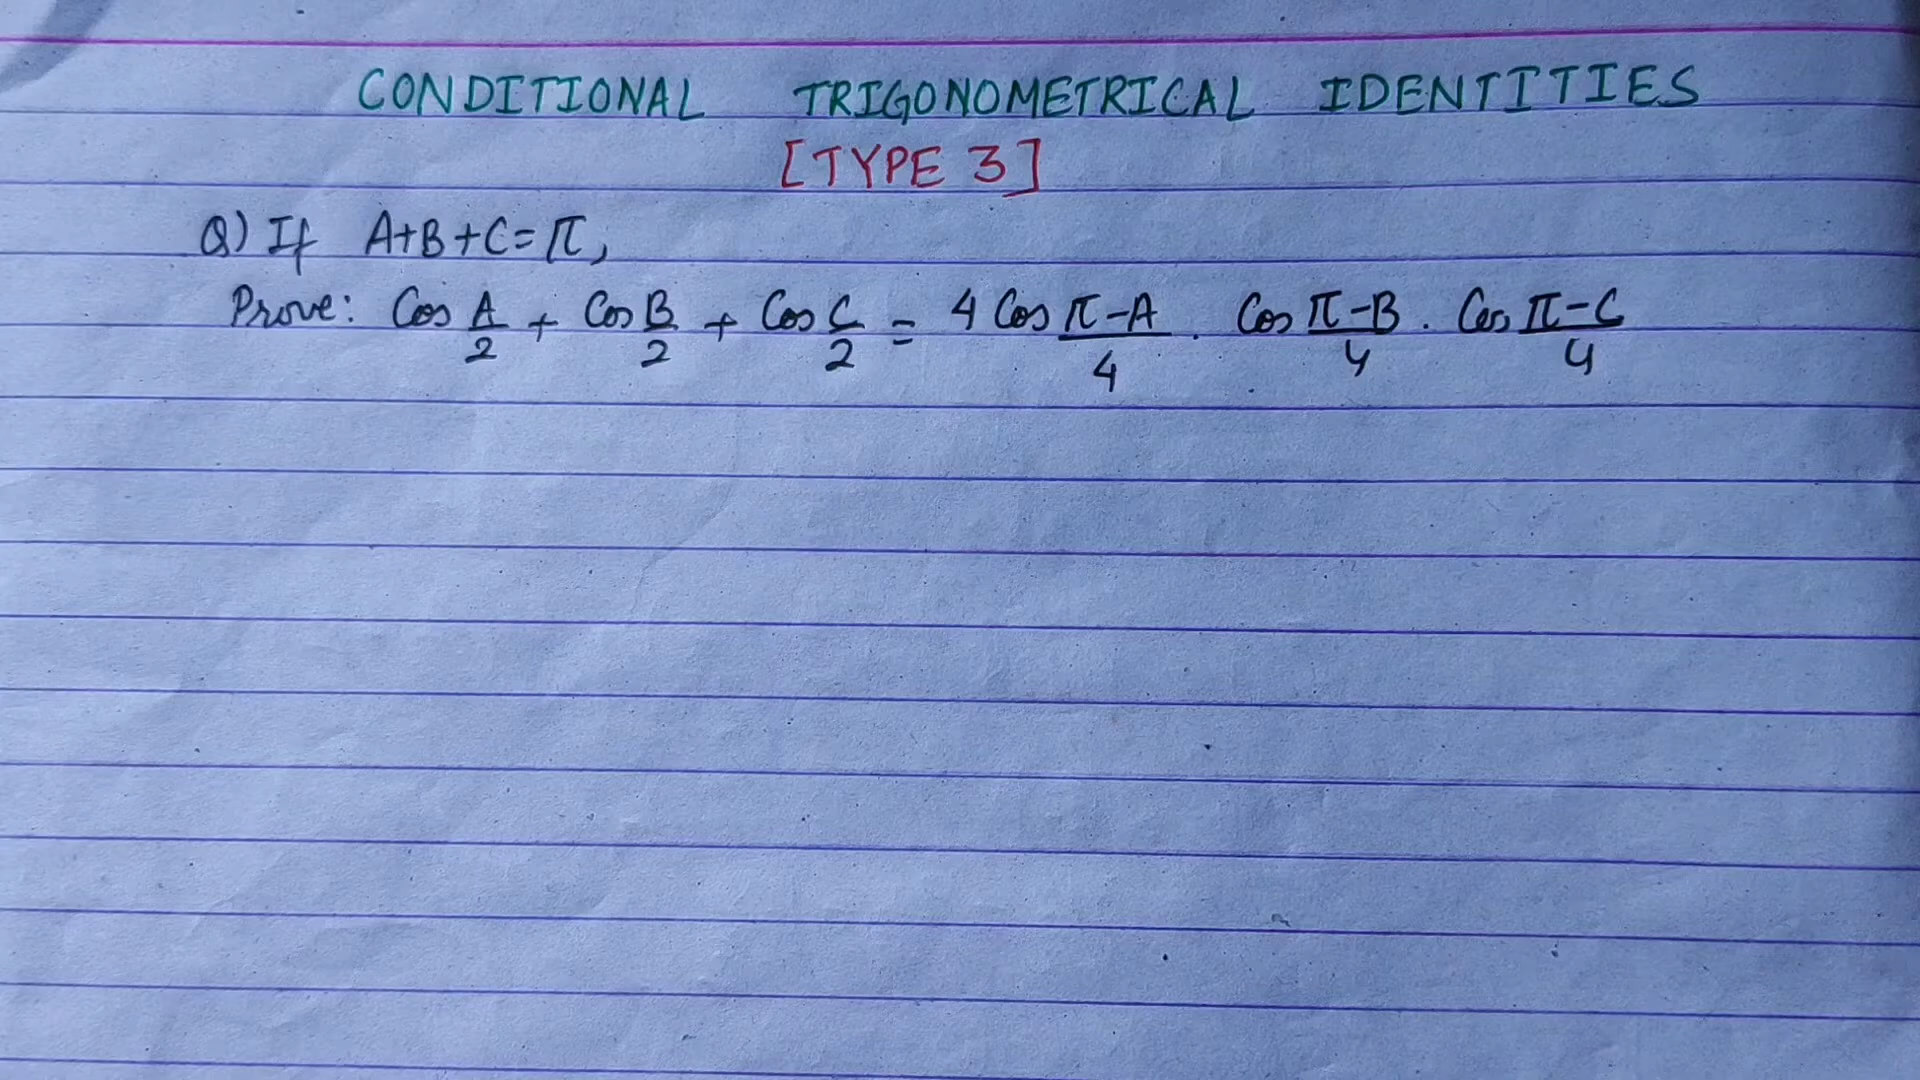 CONDITIONAL TRIGONOMETRICAL IDENTITIES
[TYPE 3]
Q) If A+B+C=π,
Prove: Cos A/2 + Cos B/2 + Cos C/2 = 4 Cos π-A/4 . Cos π-B/4 . Cos π-C/4